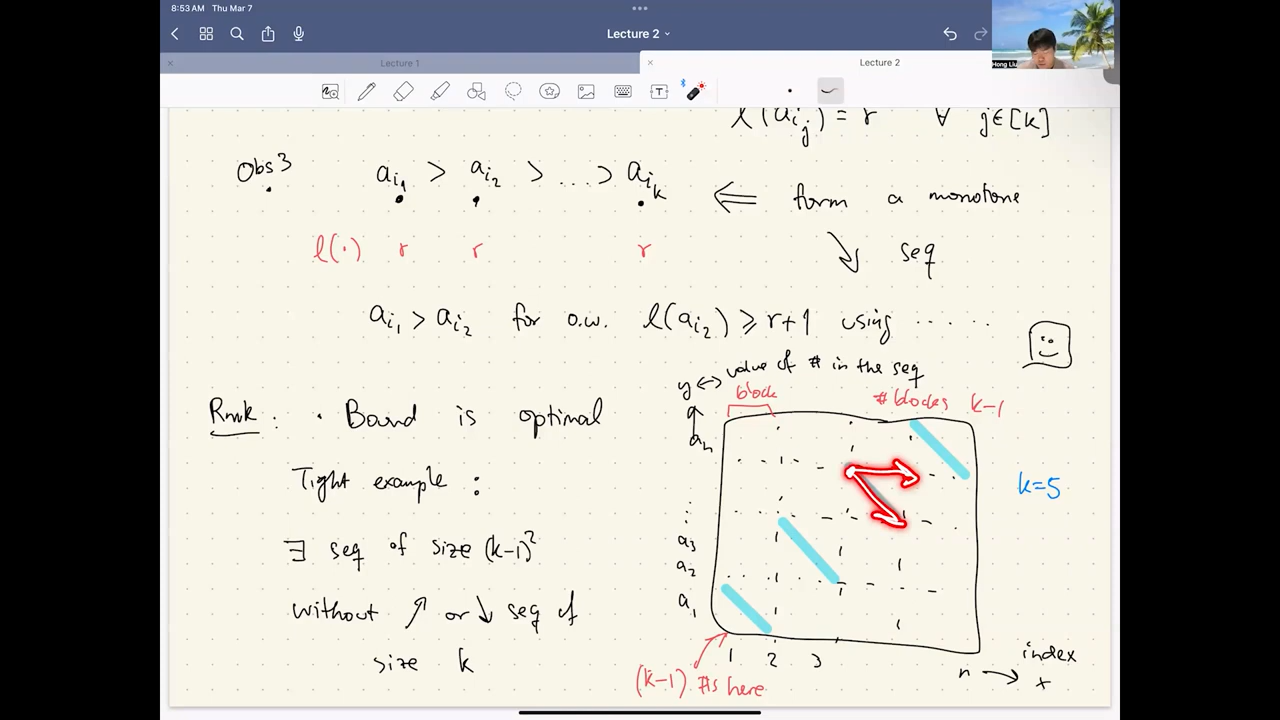 8:53 AM Thu Mar 7
Lecture 2
Hong Liu
Lecture 1
Lecture 2
l(a_{i_j}) = r ∀ j∈[k]
Obs 3 a_{i_1} > a_{i_2} > ... > a_{i_k} ⇐ form a monotone
l(·) r r r ↘ seq
a_{i_1} > a_{i_2} for o.w. l(a_{i_2}) ⩾ r+1 using ......
y ↔ value of # in the seq
block # blocks k-1
Rmk : · Bound is optimal
a_n
Tight example :
k=5
∃ seq of size (k-1)²
a_3
a_2
without ↗ or ↘ seq of
a_1
size k
1 2 3 n → index
x
(k-1) #s here